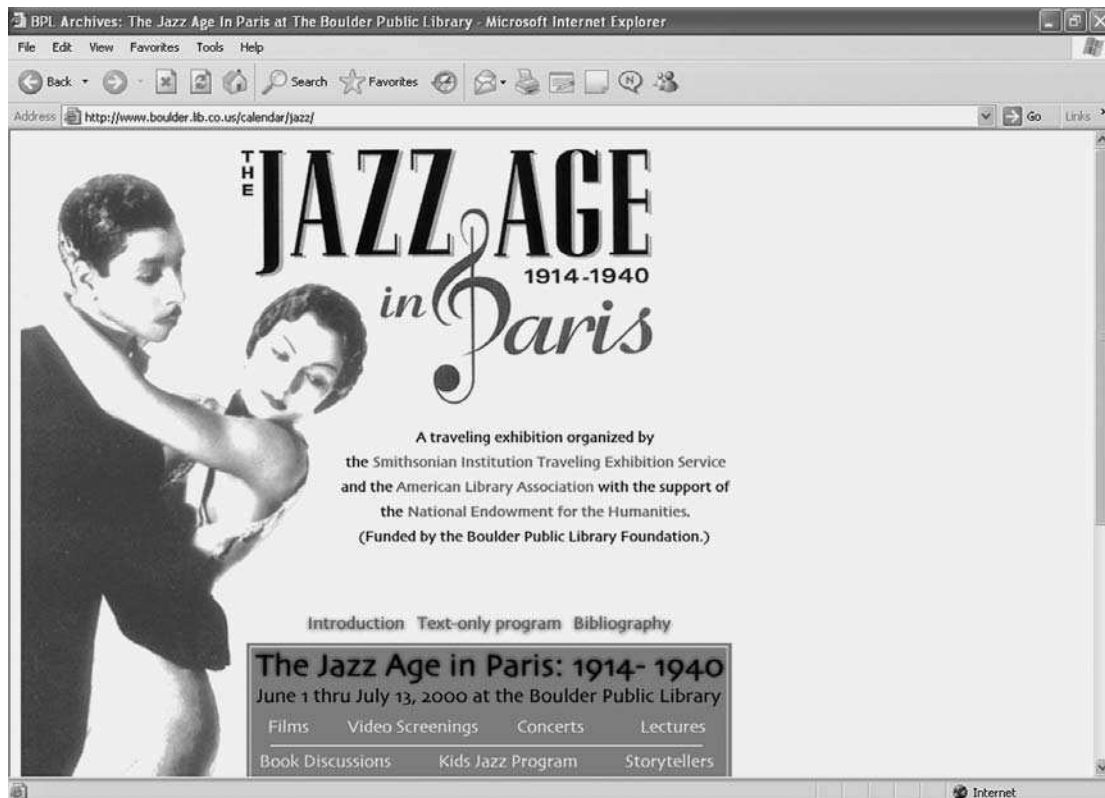 BPL Archives: The Jazz Age In Paris at The Boulder Public Library - Microsoft Internet Explorer
File Edit View Favorites Tools Help
Back Search Favorites
Address http://www.boulder.lib.co.us/calendar/jazz/ Go Links
THE JAZZ AGE
1914-1940
in Paris
A traveling exhibition organized by
the Smithsonian Institution Traveling Exhibition Service
and the American Library Association with the support of
the National Endowment for the Humanities.
(Funded by the Boulder Public Library Foundation.)
Introduction Text-only program Bibliography
The Jazz Age in Paris: 1914- 1940
June 1 thru July 13, 2000 at the Boulder Public Library
Films Video Screenings Concerts Lectures
Book Discussions Kids Jazz Program Storytellers
Internet